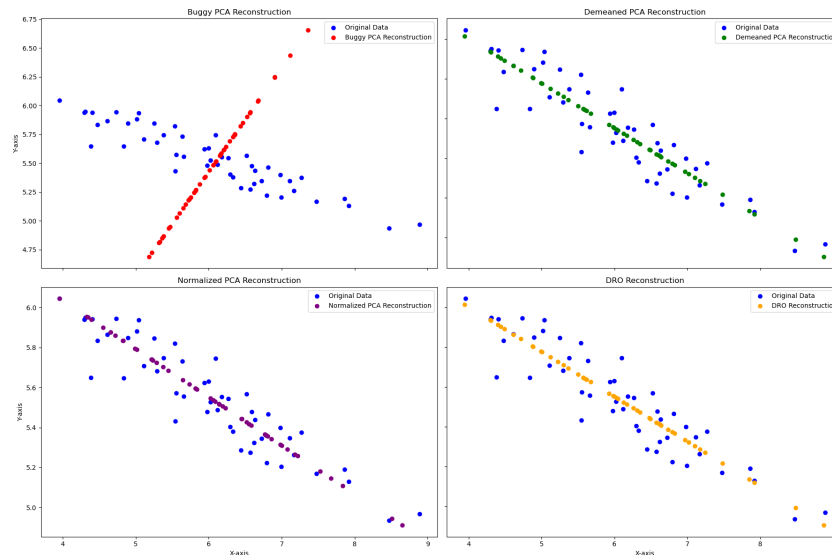 Buggy PCA Reconstruction
Original Data
Buggy PCA Reconstruction
6.75
6.50
6.25
6.00
5.75
5.50
5.25
5.00
4.75
Y-axis
Demeaned PCA Reconstruction
Original Data
Demeaned PCA Reconstruction
Normalized PCA Reconstruction
Original Data
Normalized PCA Reconstruction
6.0
5.8
5.6
5.4
5.2
5.0
Y-axis
4 5 6 7 8 9
X-axis
DRO Reconstruction
Original Data
DRO Reconstruction
4 5 6 7 8
X-axis